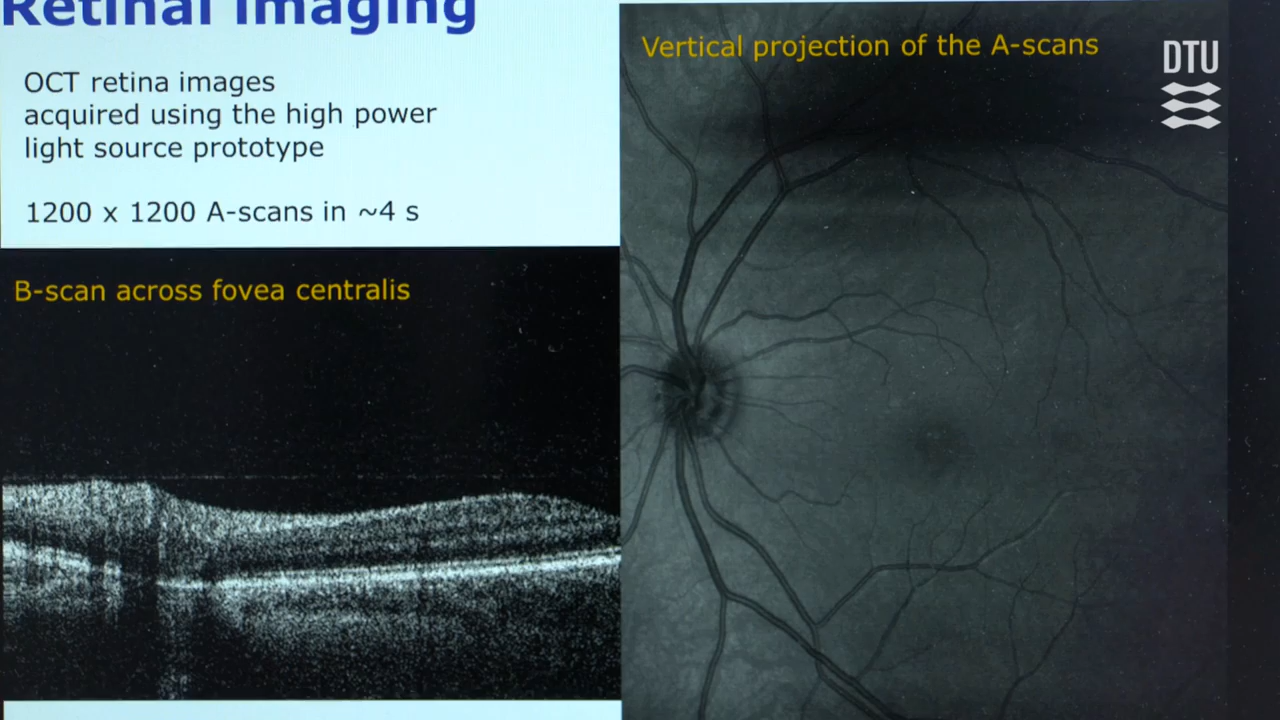 Retinal Imaging
OCT retina images
acquired using the high power
light source prototype
1200 x 1200 A-scans in ~4 s
B-scan across fovea centralis
Vertical projection of the A-scans
DTU